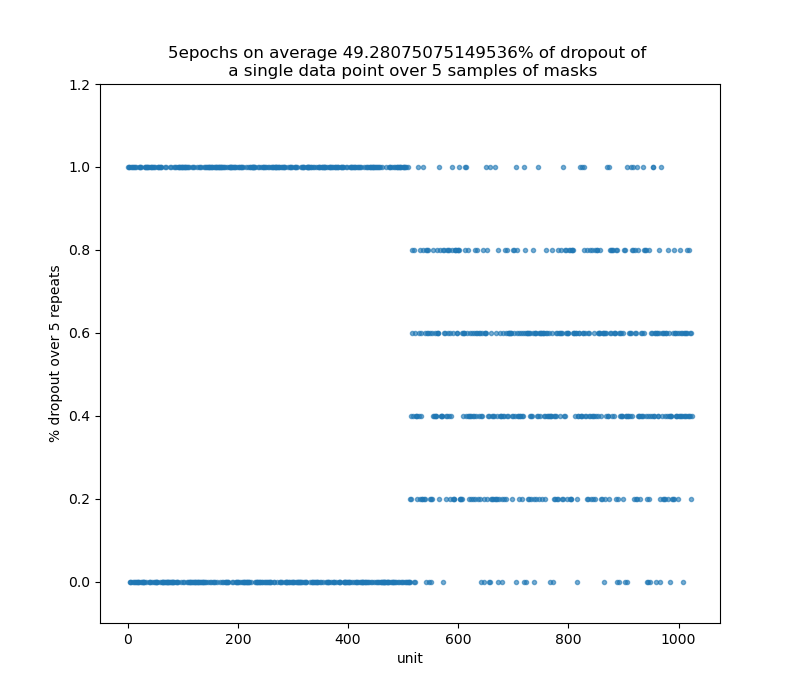 5epochs on average 49.28075075149536% of dropout of
a single data point over 5 samples of masks
1.2
1.0
0.8
0.6
0.4
0.2
0.0
% dropout over 5 repeats
0 200 400 600 800 1000
unit